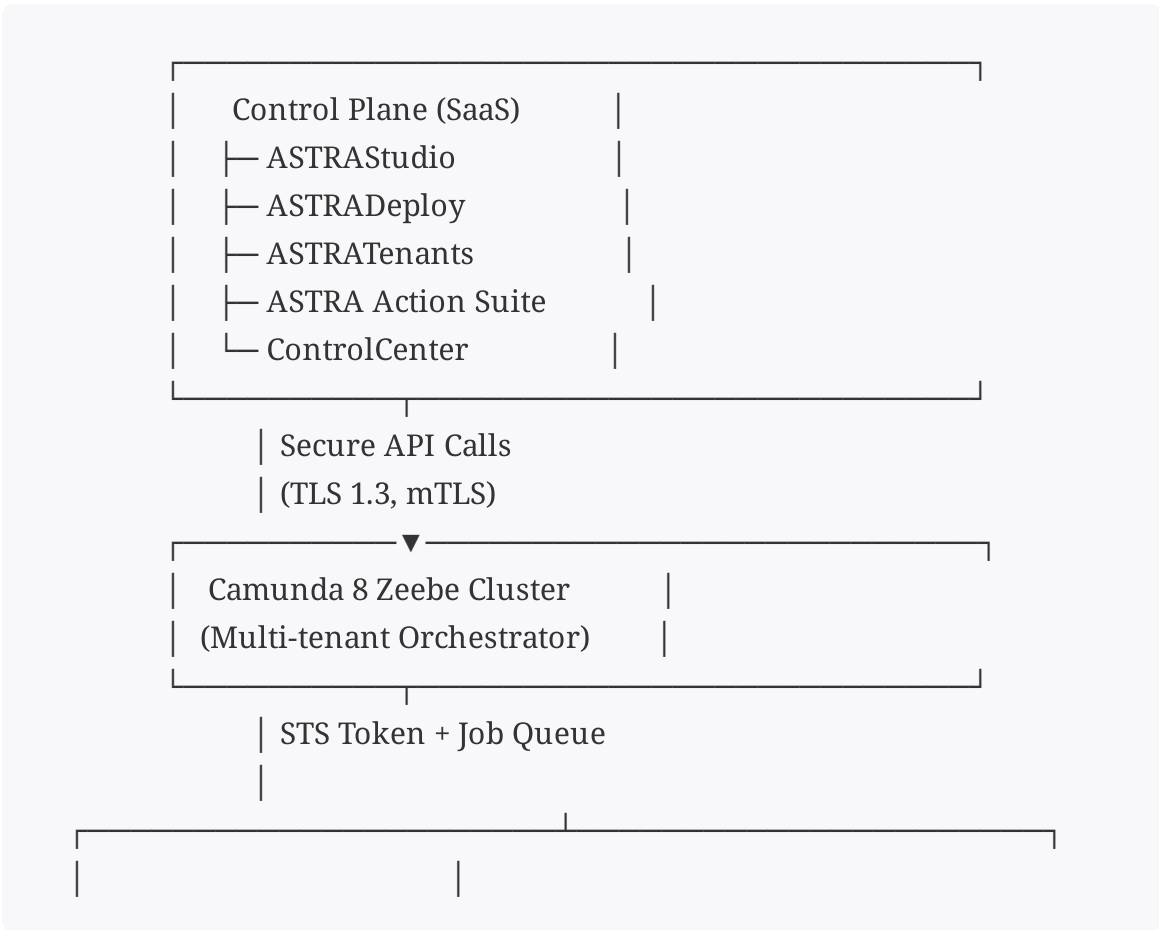 Control Plane (SaaS)
├─ ASTRAStudio
├─ ASTRADeploy
├─ ASTRATenants
├─ ASTRA Action Suite
└─ ControlCenter
Secure API Calls
(TLS 1.3, mTLS)
Camunda 8 Zeebe Cluster
(Multi-tenant Orchestrator)
STS Token + Job Queue